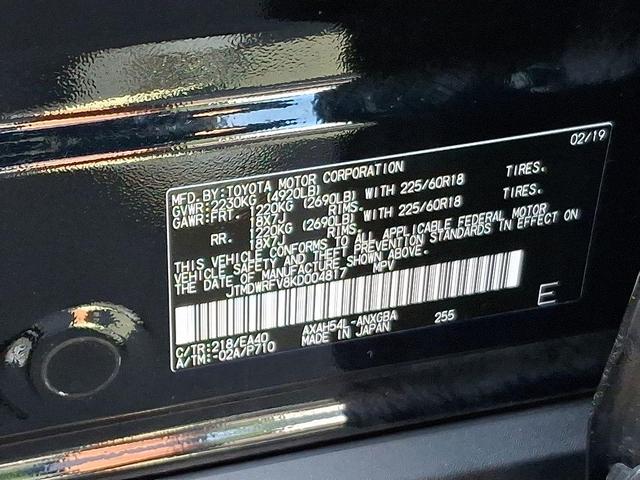 02/19
MFD.BY:TOYOTA MOTOR CORPORATION
GVWR:2230KG (4920LB)
GAWR:FRT. 1220KG (2690LB) WITH 225/60R18 TIRES.
18X7J RIMS.
RR. 1220KG (2690LB) WITH 225/60R18 TIRES.
18X7J RIMS.
THIS VEHICLE CONFORMS TO ALL APPLICABLE FEDERAL MOTOR
VEHICLE SAFETY AND THEFT PREVENTION STANDARDS IN EFFECT ON
THE DATE OF MANUFACTURE SHOWN ABOVE.
JTMDWRFV8KD004817 MPV
E
C/TR:218/EA40 AXAH54L-ANXGBA 255
A/TM:-02A/P710 MADE IN JAPAN